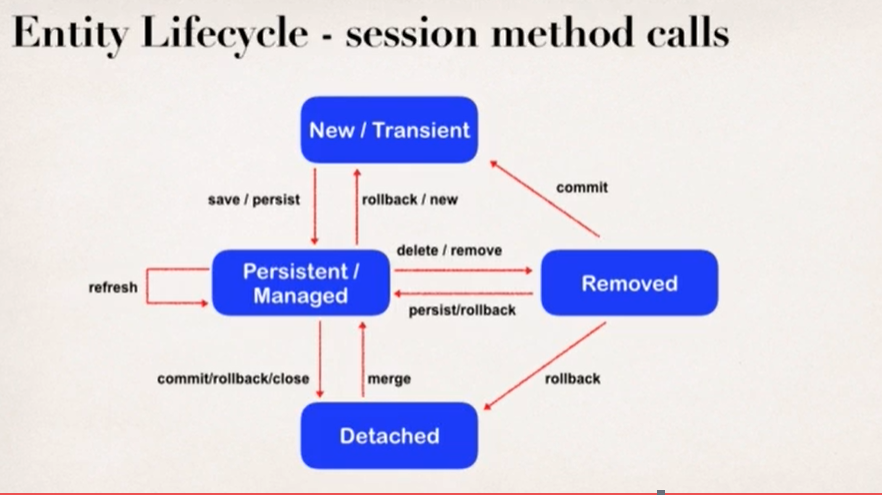 Entity Lifecycle - session method calls
New / Transient
save / persist
rollback / new
commit
delete / remove
Persistent /
Managed
Removed
refresh
persist/rollback
commit/rollback/close
merge
rollback
Detached